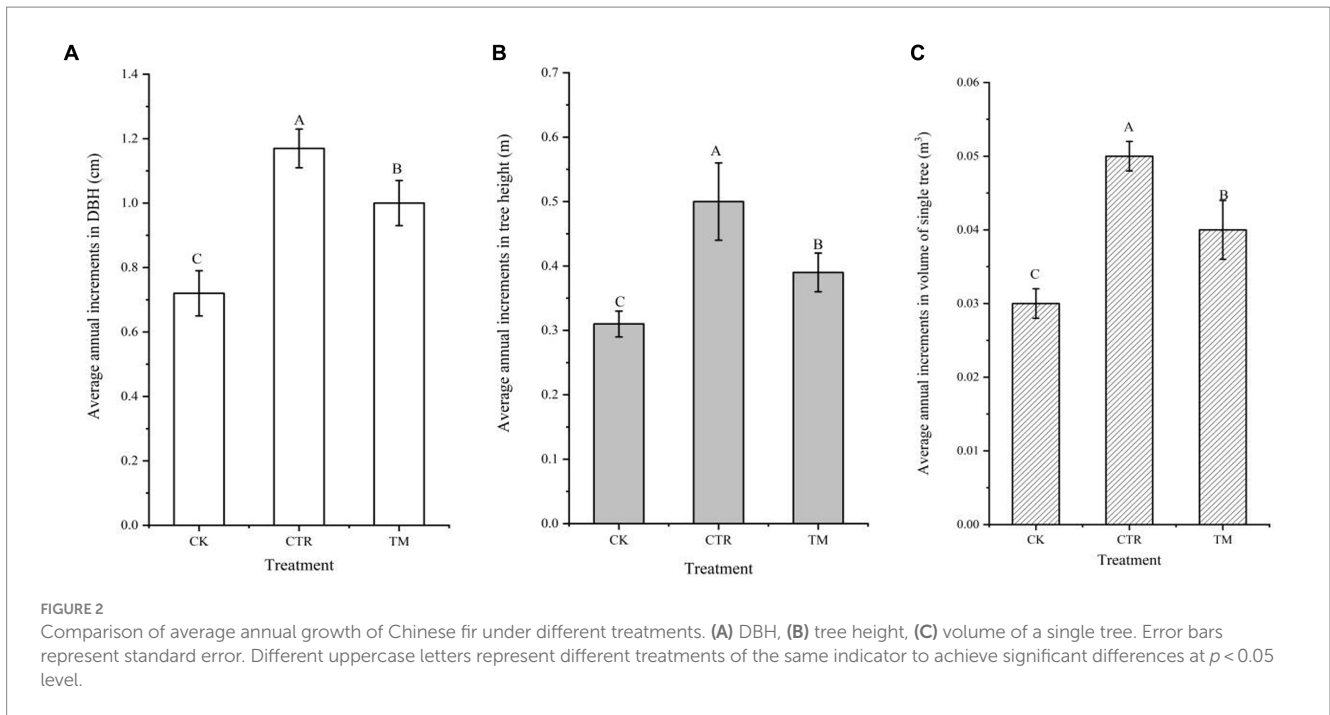 A
Average annual increments in DBH (cm)
1.4
1.2
1.0
0.8
0.6
0.4
0.2
0.0
C
A
B
CK
CTR
TM
Treatment
B
Average annual increments in tree height (m)
0.7
0.6
0.5
0.4
0.3
0.2
0.1
0.0
C
A
B
CK
CTR
TM
Treatment
C
Average annual increments in volume of single tree (m³)
0.06
0.05
0.04
0.03
0.02
0.01
0.00
C
A
B
CK
CTR
TM
Treatment
FIGURE 2
Comparison of average annual growth of Chinese fir under different treatments. (A) DBH, (B) tree height, (C) volume of a single tree. Error bars
represent standard error. Different uppercase letters represent different treatments of the same indicator to achieve significant differences at p < 0.05
level.